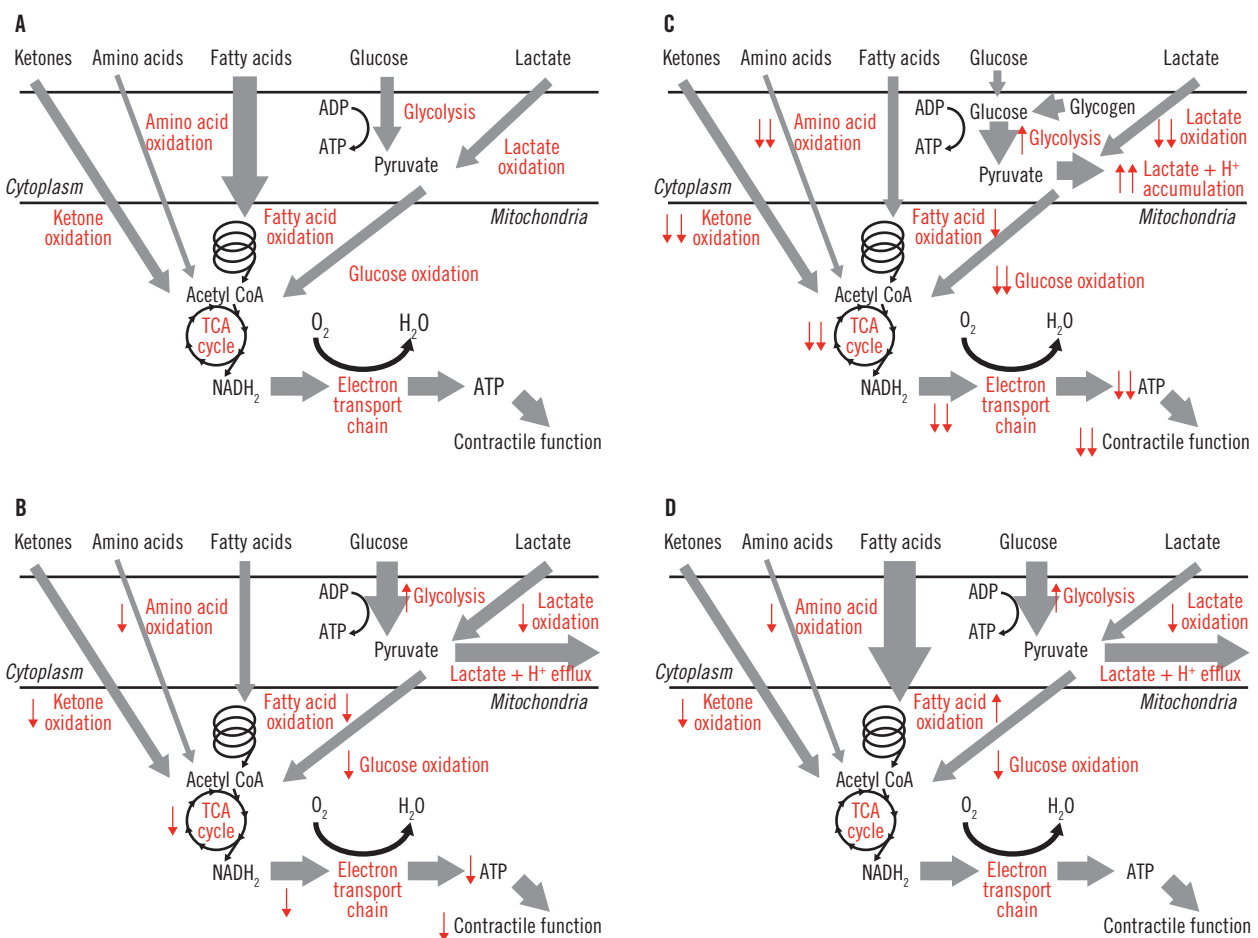 A
Ketones Amino acids Fatty acids Glucose Lactate
ADP
ATP
Glycolysis
Amino acid
oxidation
Pyruvate
Lactate
oxidation
Cytoplasm
Mitochondria
Ketone
oxidation
Fatty acid
oxidation
Glucose oxidation
Acetyl CoA
TCA
cycle
O2
H2O
NADH2
Electron
transport
chain
ATP
Contractile function
C
Ketones Amino acids Fatty acids Glucose Lactate
ADP
ATP
Glucose
Glycogen
Glycolysis
Amino acid
oxidation
Lactate
oxidation
Pyruvate
Lactate + H+
accumulation
Cytoplasm
Mitochondria
Ketone
oxidation
Fatty acid
oxidation
Glucose oxidation
Acetyl CoA
TCA
cycle
O2
H2O
NADH2
Electron
transport
chain
ATP
Contractile function
B
Ketones Amino acids Fatty acids Glucose Lactate
ADP
ATP
Glycolysis
Amino acid
oxidation
Lactate
oxidation
Pyruvate
Lactate + H+ efflux
Cytoplasm
Mitochondria
Ketone
oxidation
Fatty acid
oxidation
Glucose oxidation
Acetyl CoA
TCA
cycle
O2
H2O
NADH2
Electron
transport
chain
ATP
Contractile function
D
Ketones Amino acids Fatty acids Glucose Lactate
ADP
ATP
Glycolysis
Amino acid
oxidation
Lactate
oxidation
Pyruvate
Lactate + H+ efflux
Cytoplasm
Mitochondria
Ketone
oxidation
Fatty acid
oxidation
Glucose oxidation
Acetyl CoA
TCA
cycle
O2
H2O
NADH2
Electron
transport
chain
ATP
Contractile function